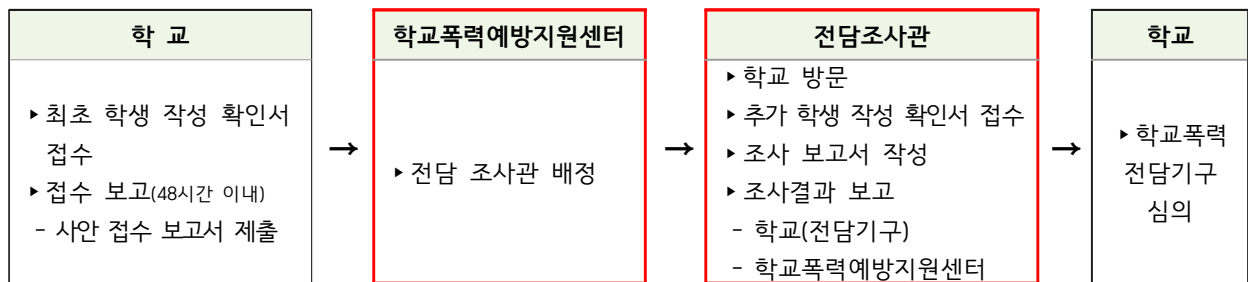 학 교
▸최초 학생 작성 확인서
접수
▸접수 보고(48시간 이내)
- 사안 접수 보고서 제출
→
학교폭력예방지원센터
▸전담 조사관 배정
→
전담조사관
▸학교 방문
▸추가 학생 작성 확인서 접수
▸조사 보고서 작성
▸조사결과 보고
- 학교(전담기구)
- 학교폭력예방지원센터
→
학교
▸학교폭력
전담기구
심의